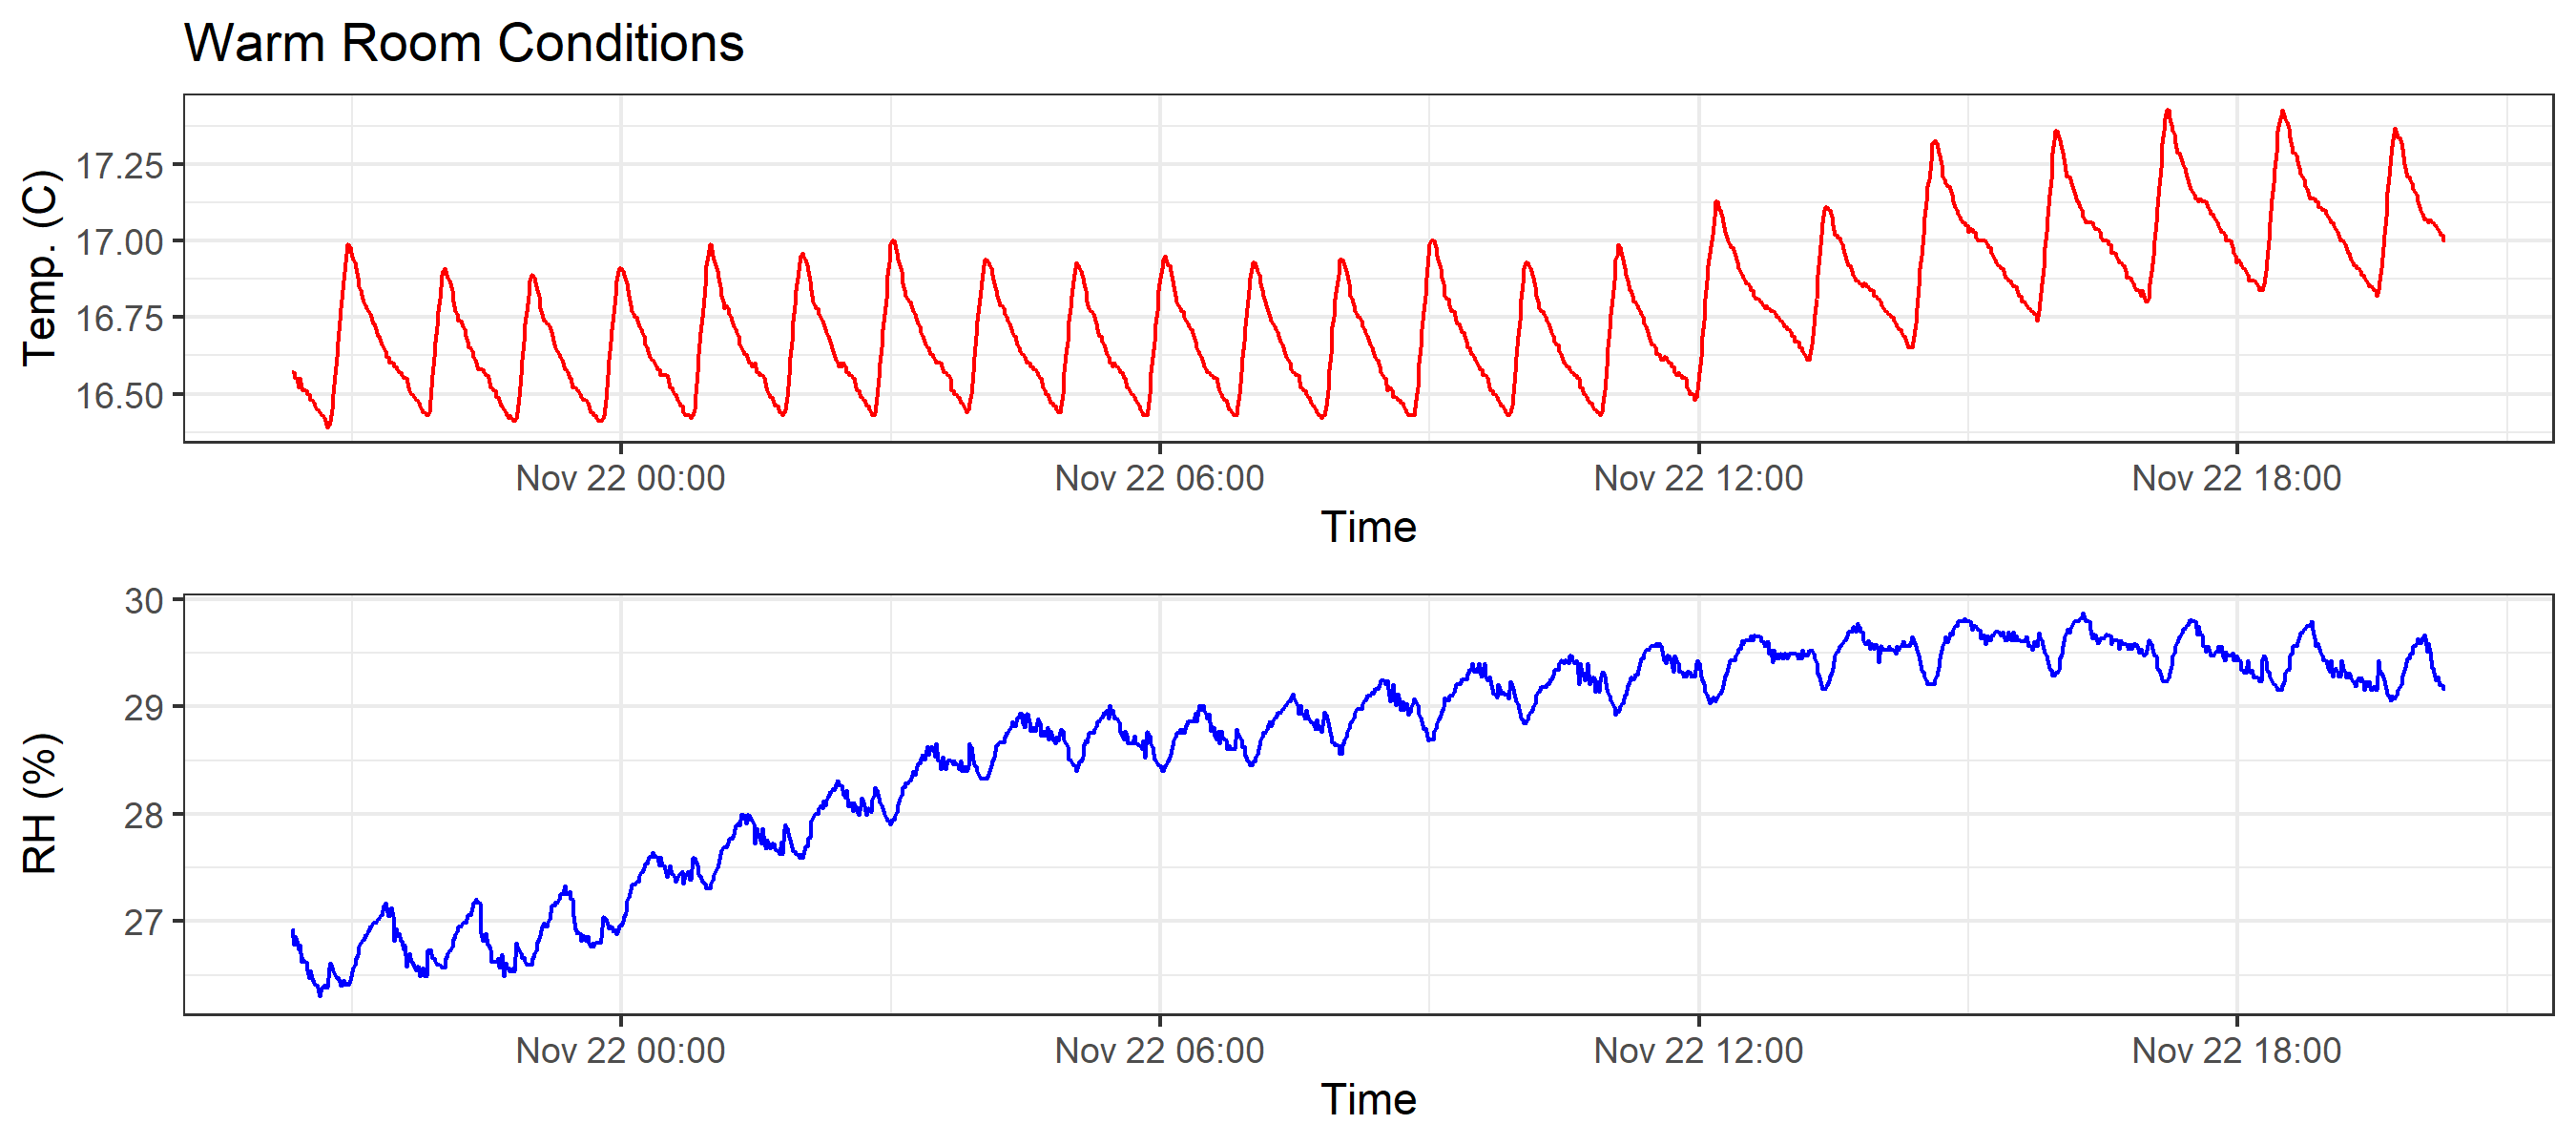 Warm Room Conditions
Temp. (C)
17.25
17.00
16.75
16.50
Nov 22 00:00 Nov 22 06:00 Nov 22 12:00 Nov 22 18:00
Time
RH (%)
30
29
28
27
Nov 22 00:00 Nov 22 06:00 Nov 22 12:00 Nov 22 18:00
Time